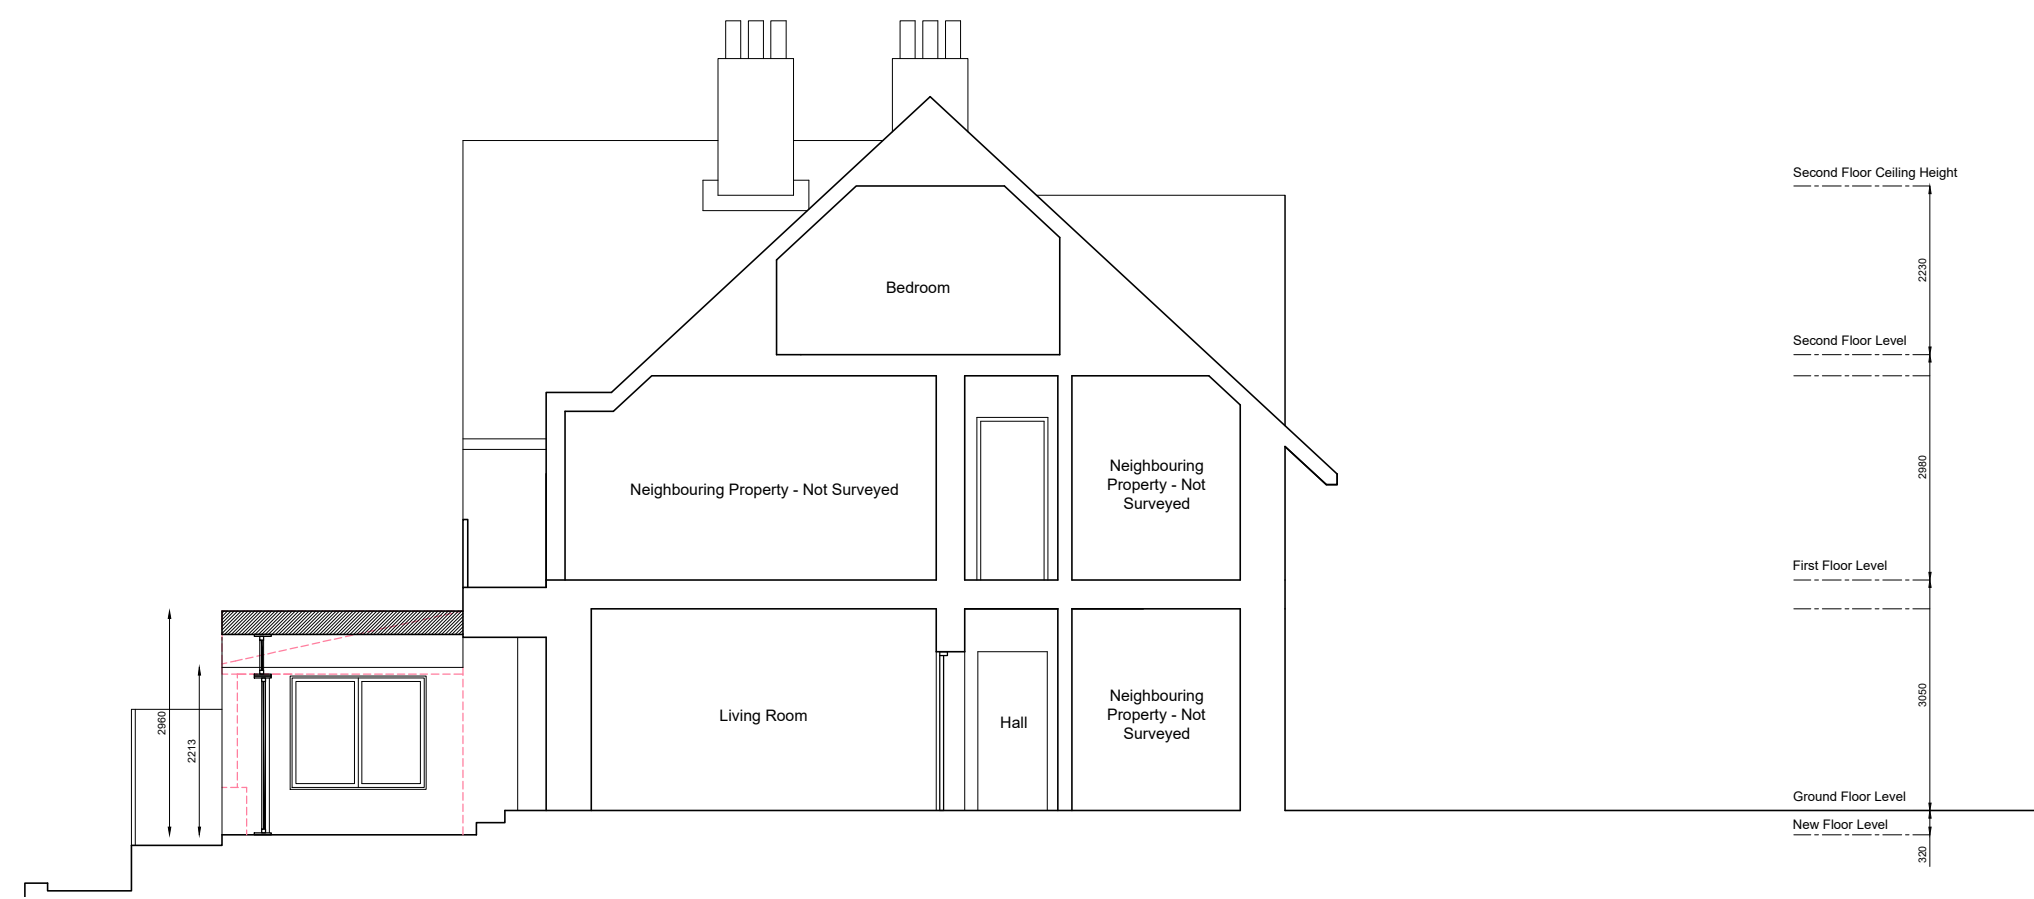 Second Floor Ceiling Height
2230
Bedroom
Second Floor Level
2980
Neighbouring Property - Not Surveyed
Neighbouring
Property - Not
Surveyed
First Floor Level
2960
2213
Living Room
Hall
Neighbouring
Property - Not
Surveyed
3050
Ground Floor Level
New Floor Level
320